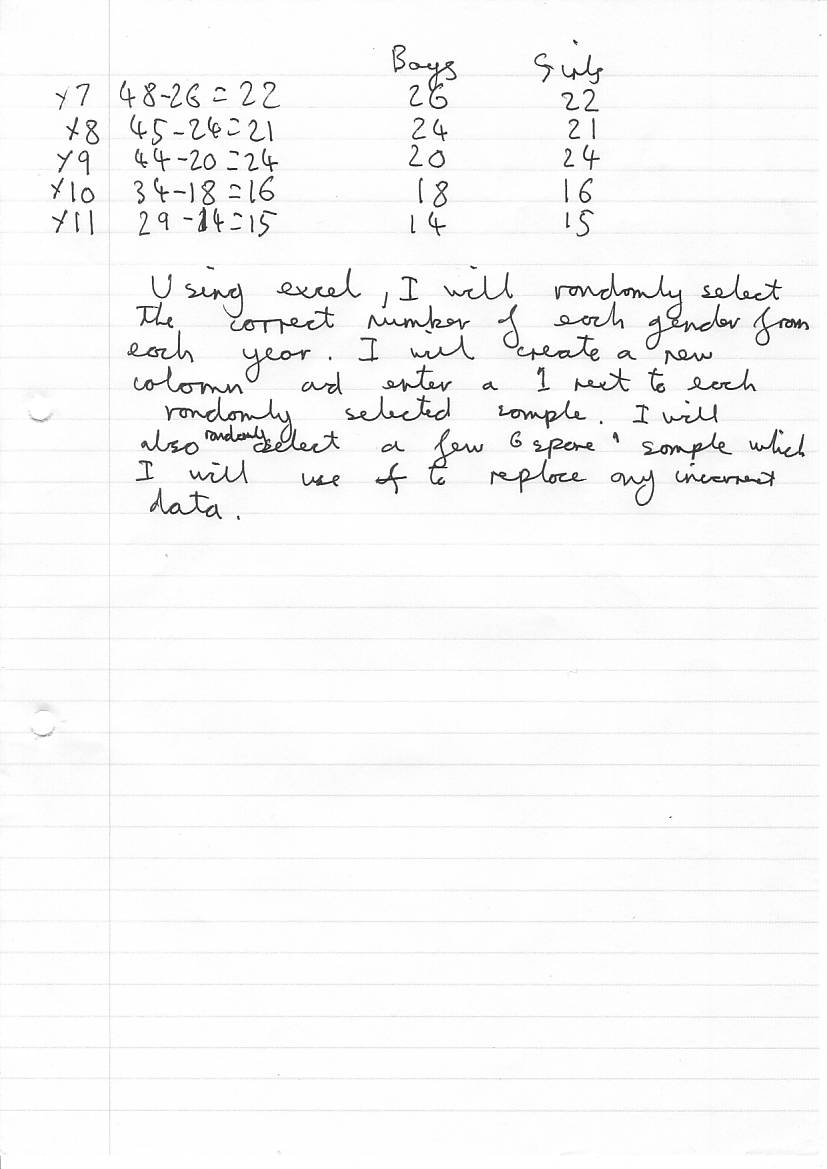 Boys Girls
Y7 48-26=22 26 22
Y8 45-24=21 24 21
Y9 44-20=24 20 24
Y10 34-18=16 18 16
Y11 29-14=15 14 15
Using excel, I will randomly select
the correct number of each gender from
each year. I will create a new
colomn ad enter a 1 next to each
randomly selected sample. I will
also randomly select a few ‘spare’ sample which
I will use to replace any incorrect
data.